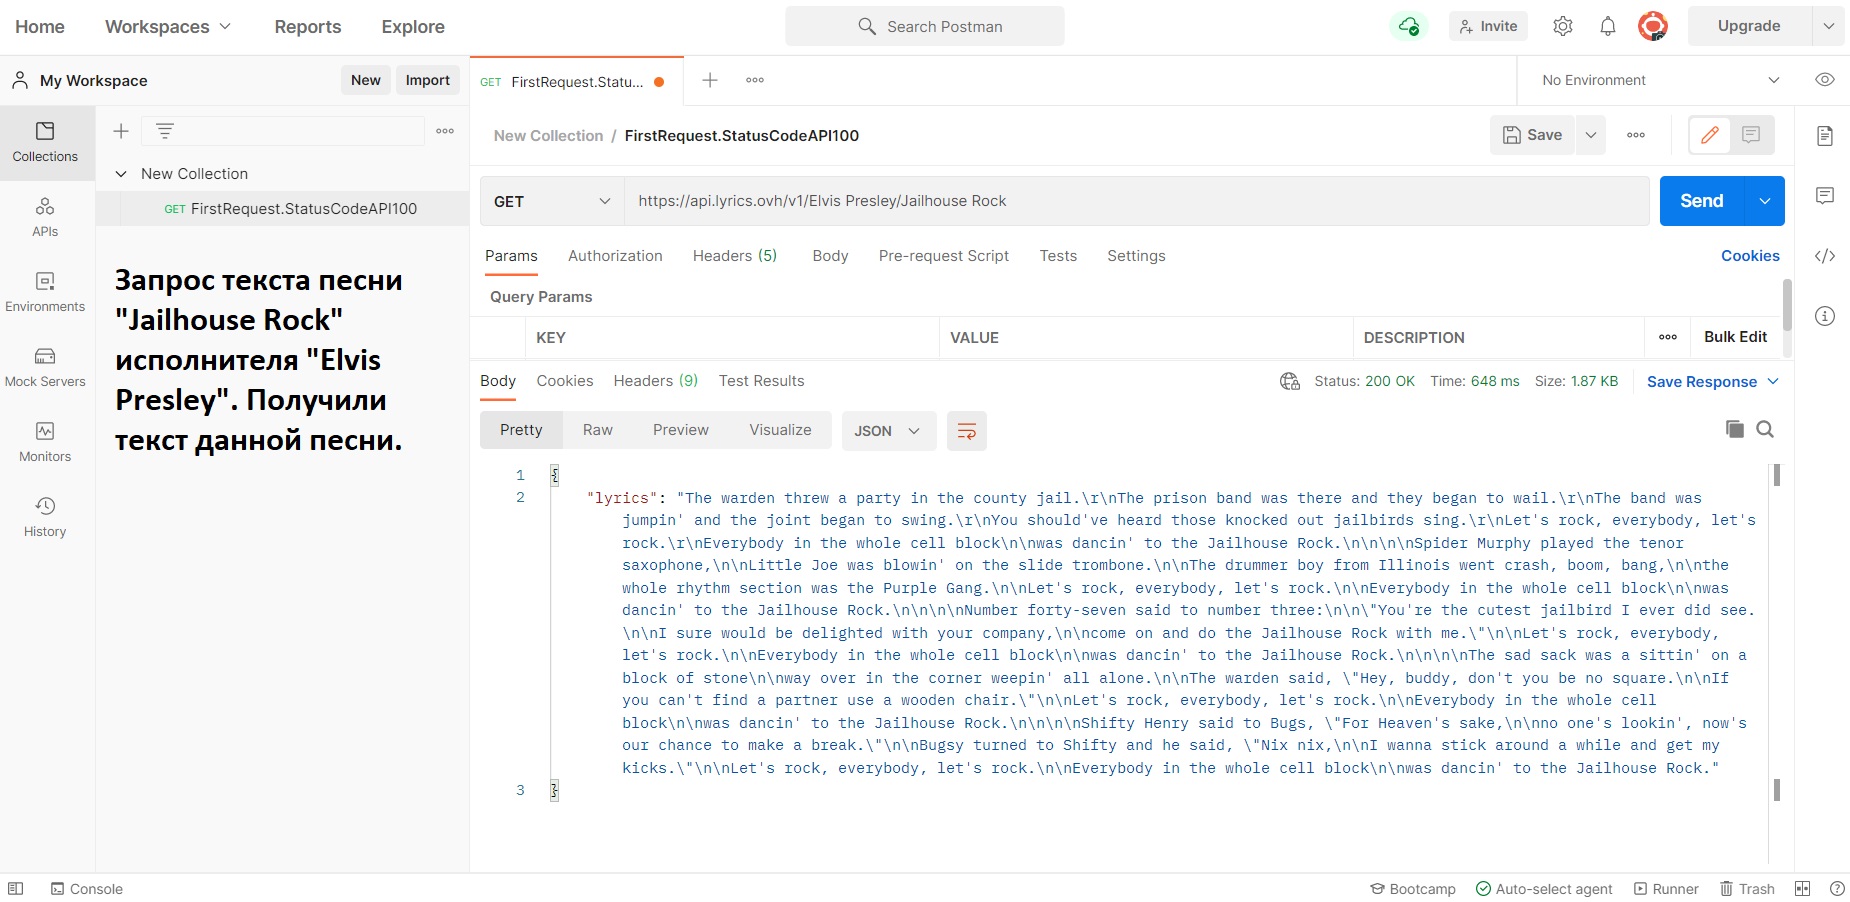 Home Workspaces Reports Explore Search Postman Invite Upgrade
My Workspace New Import GET FirstRequest.Statu... No Environment
New Collection / FirstRequest.StatusCodeAPI100 Save
Collections
New Collection
GET FirstRequest.StatusCodeAPI100
APIs
Environments
Mock Servers
Monitors
History
Запрос текста песни
"Jailhouse Rock"
исполнителя "Elvis
Presley". Получили
текст данной песни.
GET https://api.lyrics.ovh/v1/Elvis Presley/Jailhouse Rock Send
Params Authorization Headers (5) Body Pre-request Script Tests Settings Cookies
Query Params
KEY VALUE DESCRIPTION Bulk Edit
Body Cookies Headers (9) Test Results Status: 200 OK Time: 648 ms Size: 1.87 KB Save Response
Pretty Raw Preview Visualize JSON
1 {
2 "lyrics": "The warden threw a party in the county jail.\r\nThe prison band was there and they began to wail.\r\nThe band was
jumpin' and the joint began to swing.\r\nYou should've heard those knocked out jailbirds sing.\r\nLet's rock, everybody, let's
rock.\r\nEverybody in the whole cell block\n\nwas dancin' to the Jailhouse Rock.\n\n\n\nSpider Murphy played the tenor
saxophone,\n\nLittle Joe was blowin' on the slide trombone.\n\nThe drummer boy from Illinois went crash, boom, bang,\n\nthe
whole rhythm section was the Purple Gang.\n\nLet's rock, everybody, let's rock.\n\nEverybody in the whole cell block\n\nwas
dancin' to the Jailhouse Rock.\n\n\n\nNumber forty-seven said to number three:\n\n\"You're the cutest jailbird I ever did see.
\n\nI sure would be delighted with your company,\n\ncome on and do the Jailhouse Rock with me.\"\n\nLet's rock, everybody,
let's rock.\n\nEverybody in the whole cell block\n\nwas dancin' to the Jailhouse Rock.\n\n\n\nThe sad sack was a sittin' on a
block of stone\n\nway over in the corner weepin' all alone.\n\nThe warden said, \"Hey, buddy, don't you be no square.\n\nIf
you can't find a partner use a wooden chair.\"\n\nLet's rock, everybody, let's rock.\n\nEverybody in the whole cell
block\n\nwas dancin' to the Jailhouse Rock.\n\n\n\nShifty Henry said to Bugs, \"For Heaven's sake,\n\nno one's lookin', now's
our chance to make a break.\"\n\nBugsy turned to Shifty and he said, \"Nix nix,\n\nI wanna stick around a while and get my
kicks.\"\n\nLet's rock, everybody, let's rock.\n\nEverybody in the whole cell block\n\nwas dancin' to the Jailhouse Rock."
3 }
Console Bootcamp Auto-select agent Runner Trash